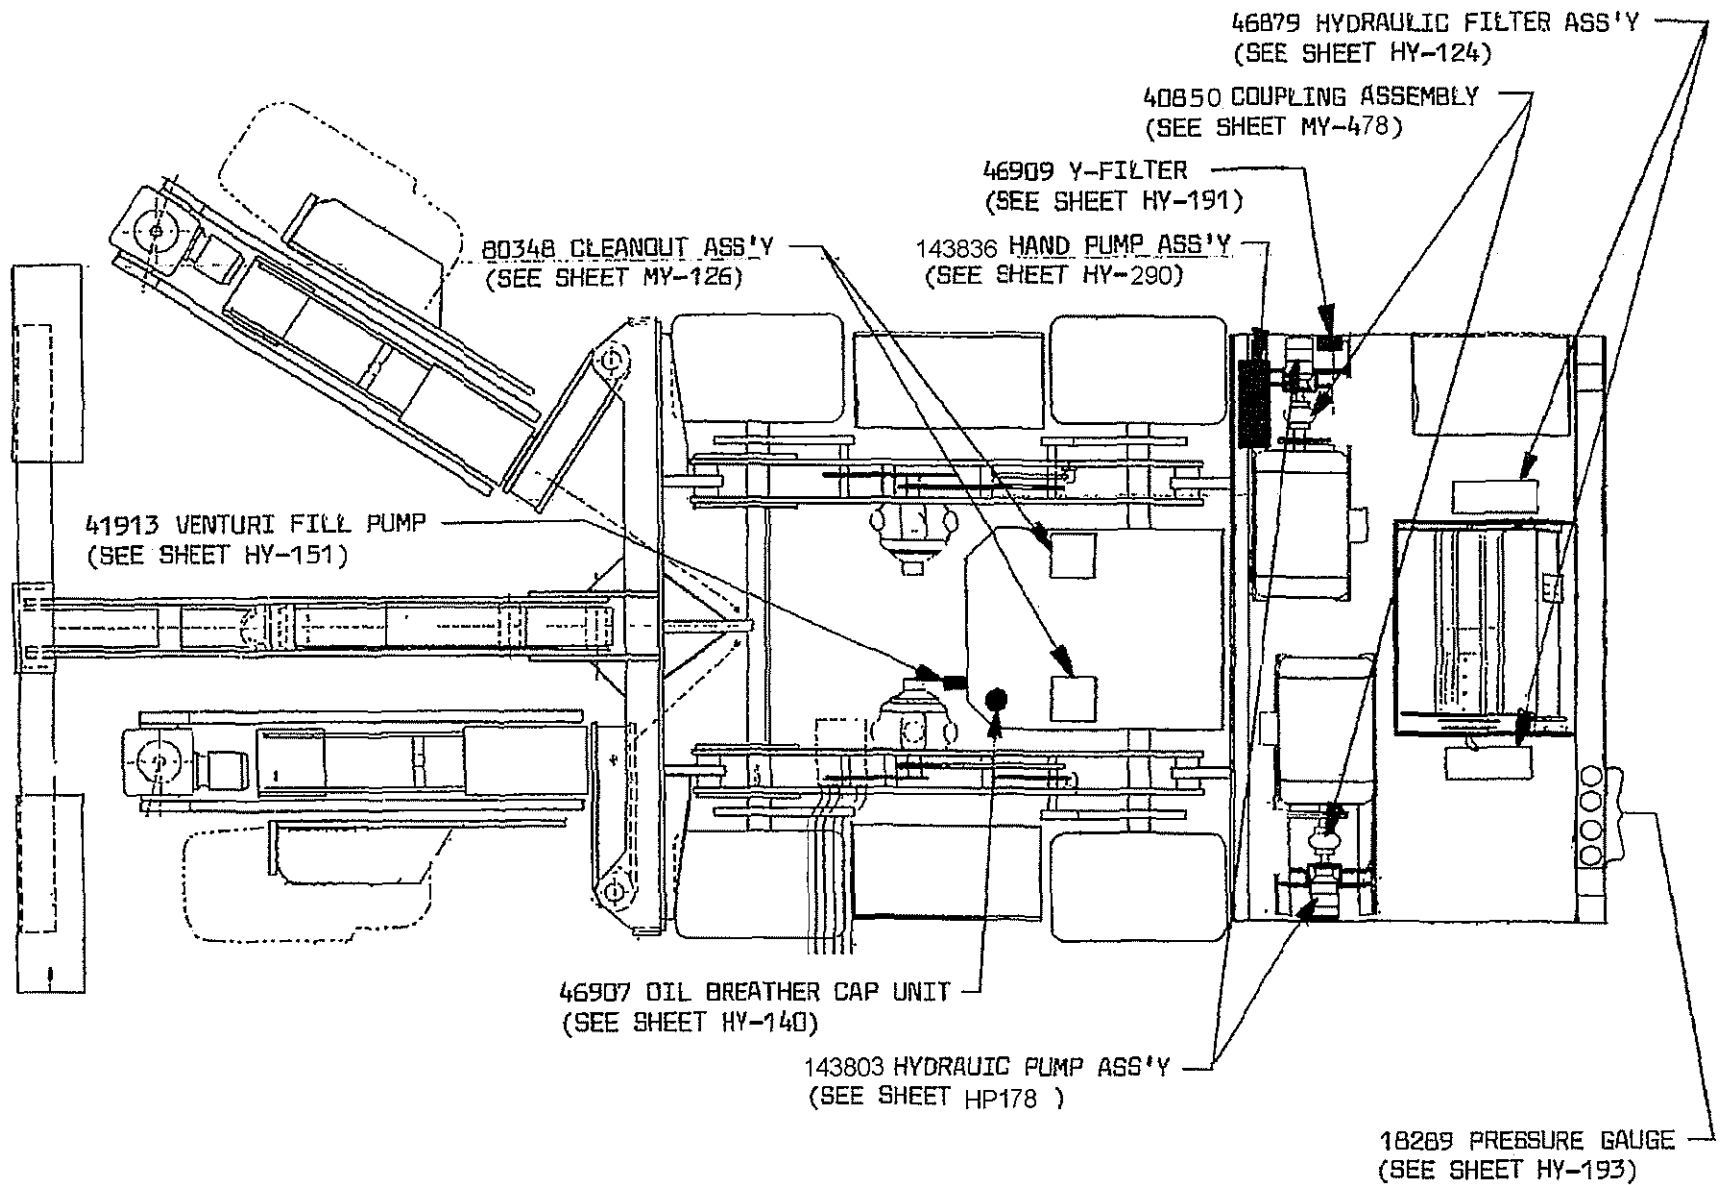 46879 HYDRAULIC FILTER ASS'Y
(SEE SHEET HY-124)
40850 COUPLING ASSEMBLY
(SEE SHEET MY-478)
46909 Y-FILTER
(SEE SHEET HY-191)
80348 CLEANOUT ASS'Y
(SEE SHEET MY-126)
143836 HAND PUMP ASS'Y
(SEE SHEET HY-290)
41913 VENTURI FILL PUMP
(SEE SHEET HY-151)
46907 OIL BREATHER CAP UNIT
(SEE SHEET HY-140)
143803 HYDRAUIC PUMP ASS'Y
(SEE SHEET HP178 )
18289 PRESSURE GAUGE
(SEE SHEET HY-193)